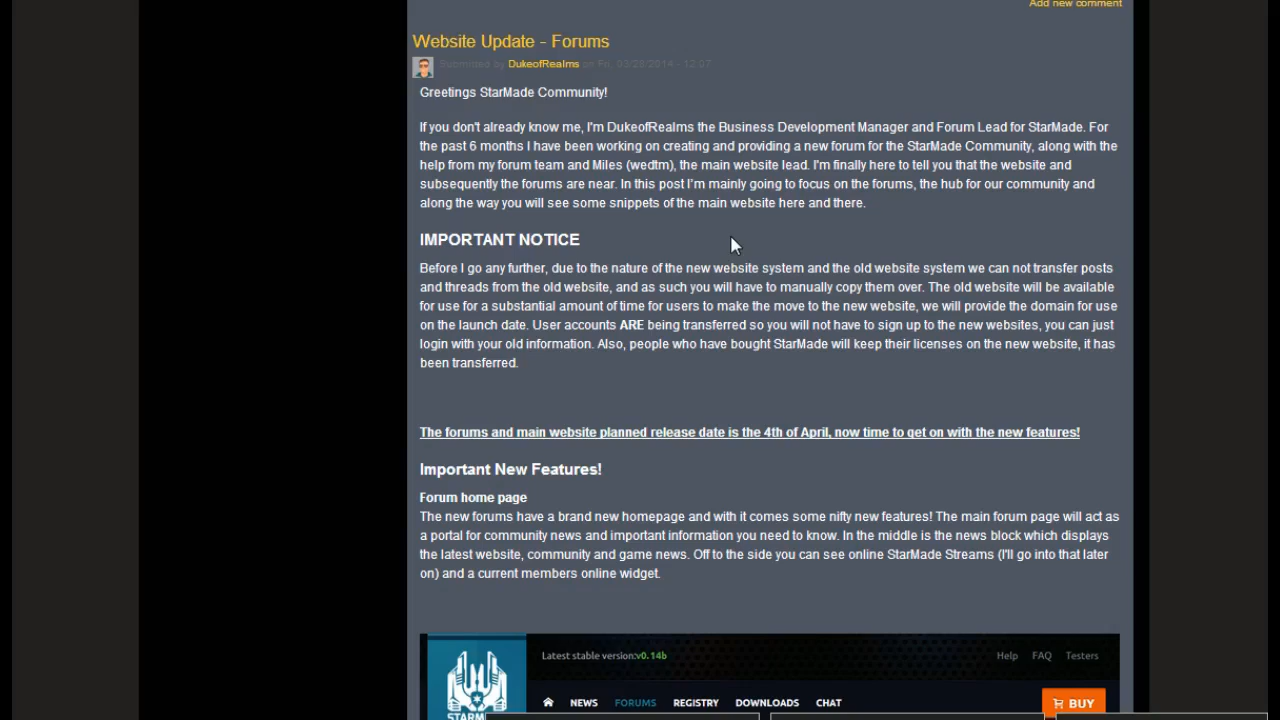 Add new comment
Website Update - Forums
Submitted by DukeofRealms on Fri, 03/28/2014 - 12:07
Greetings StarMade Community!
If you don't already know me, I'm DukeofRealms the Business Development Manager and Forum Lead for StarMade. For
the past 6 months I have been working on creating and providing a new forum for the StarMade Community, along with the
help from my forum team and Miles (wedtm), the main website lead. I'm finally here to tell you that the website and
subsequently the forums are near. In this post I'm mainly going to focus on the forums, the hub for our community and
along the way you will see some snippets of the main website here and there.
IMPORTANT NOTICE
Before I go any further, due to the nature of the new website system and the old website system we can not transfer posts
and threads from the old website, and as such you will have to manually copy them over. The old website will be available
for use for a substantial amount of time for users to make the move to the new website, we will provide the domain for use
on the launch date. User accounts ARE being transferred so you will not have to sign up to the new websites, you can just
login with your old information. Also, people who have bought StarMade will keep their licenses on the new website, it has
been transferred.
The forums and main website planned release date is the 4th of April, now time to get on with the new features!
Important New Features!
Forum home page
The new forums have a brand new homepage and with it comes some nifty new features! The main forum page will act as
a portal for community news and important information you need to know. In the middle is the news block which displays
the latest website, community and game news. Off to the side you can see online StarMade Streams (I'll go into that later
on) and a current members online widget.
Latest stable version:v0.14b
Help FAQ Testers
NEWS FORUMS REGISTRY DOWNLOADS CHAT BUY